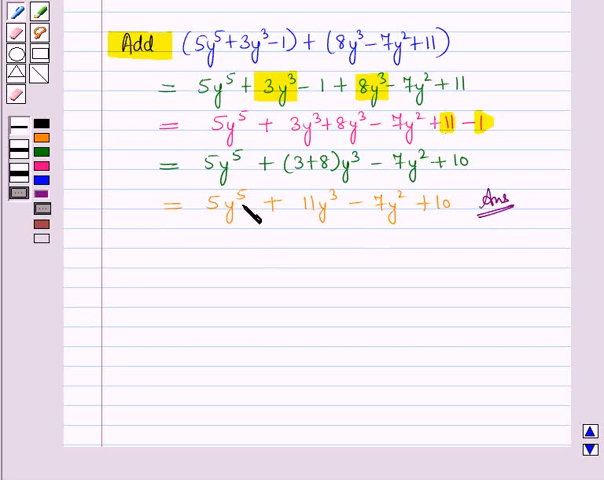 Add (5y⁵+3y³-1) + (8y³-7y²+11)
= 5y⁵ + 3y³ - 1 + 8y³ - 7y² + 11
= 5y⁵ + 3y³+8y³ - 7y² + 11 - 1
= 5y⁵ + (3+8)y³ - 7y² + 10
= 5y⁵ + 11y³ - 7y² + 10 Ans